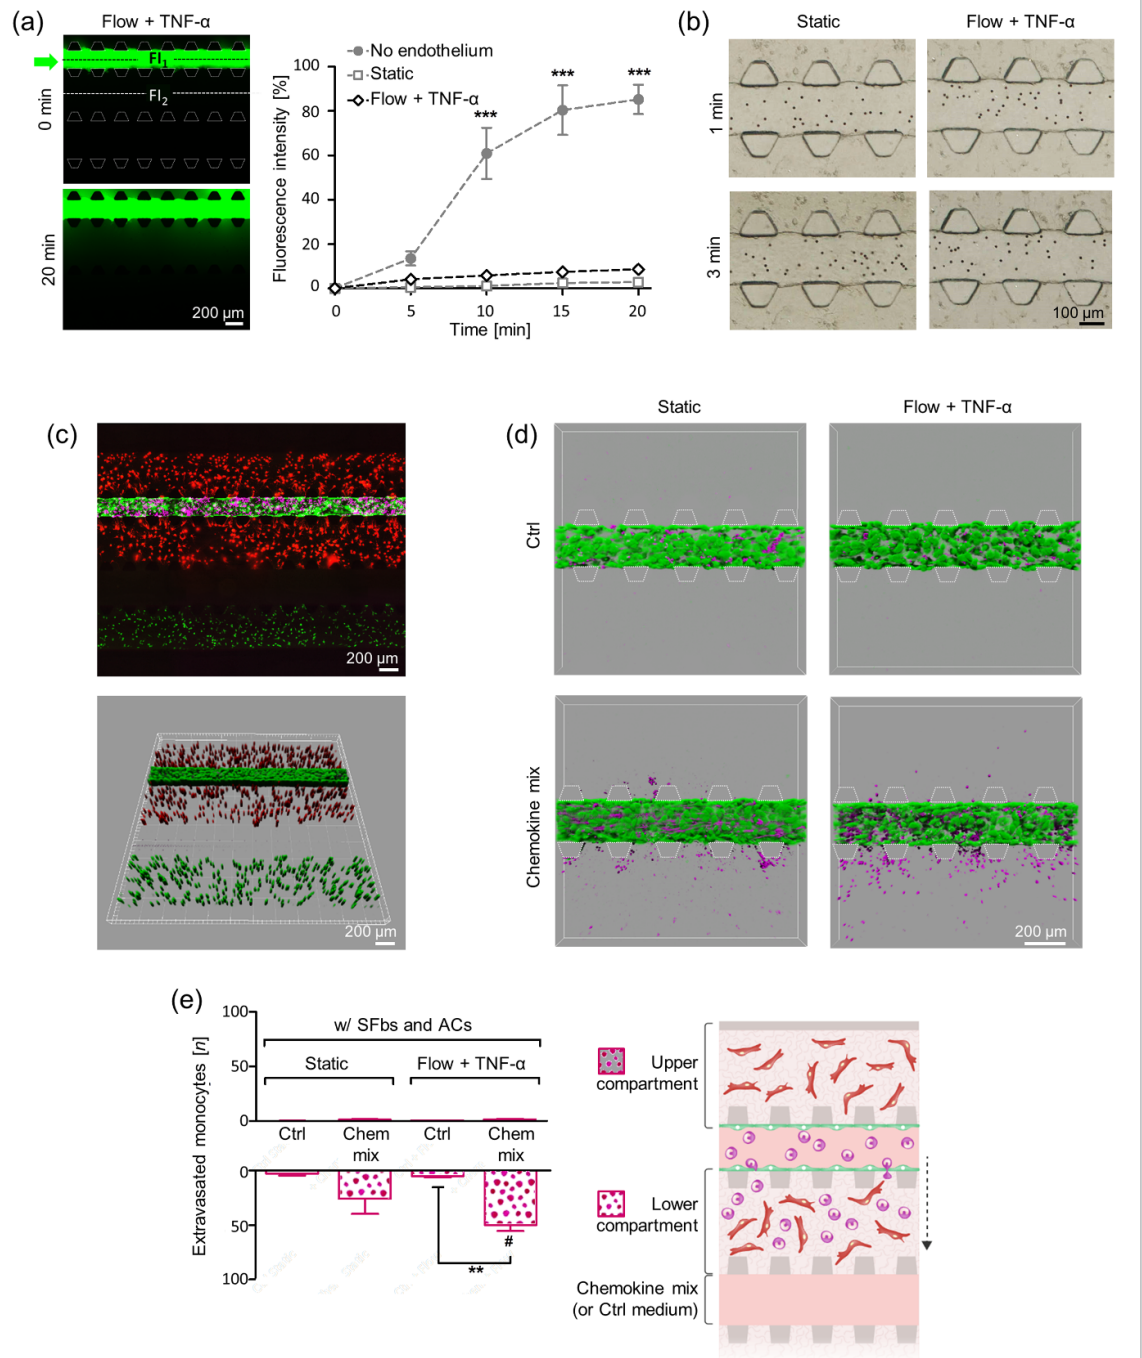 (a)
Flow + TNF-α
FI₁
FI₂
0 min
20 min
200 µm
No endothelium
Static
Flow + TNF-α
Fluorescence intensity [%]
100
80
60
40
20
0
***
***
***
0
5
10
15
20
Time [min]
(b)
Static
Flow + TNF-α
1 min
3 min
100 µm
(c)
200 µm
200 µm
(d)
Static
Flow + TNF-α
Ctrl
Chemokine mix
200 µm
(e)
Extravasated monocytes [n]
100
50
0
w/ SFbs and ACs
Static
Flow + TNF-α
Ctrl
Chem
mix
Ctrl
Chem
mix
0
50
100
#
**
Upper
compartment
Lower
compartment
Chemokine mix
(or Ctrl medium)